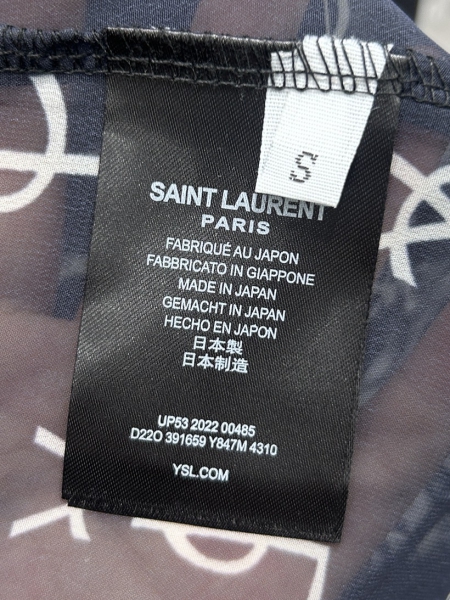 S
SAINT LAURENT
PARIS
FABRIQUÉ AU JAPON
FABBRICATO IN GIAPPONE
MADE IN JAPAN
GEMACHT IN JAPAN
HECHO EN JAPON
日本製
日本制造
UP53 2022 00485
D22O 391659 Y847M 4310
YSL.COM